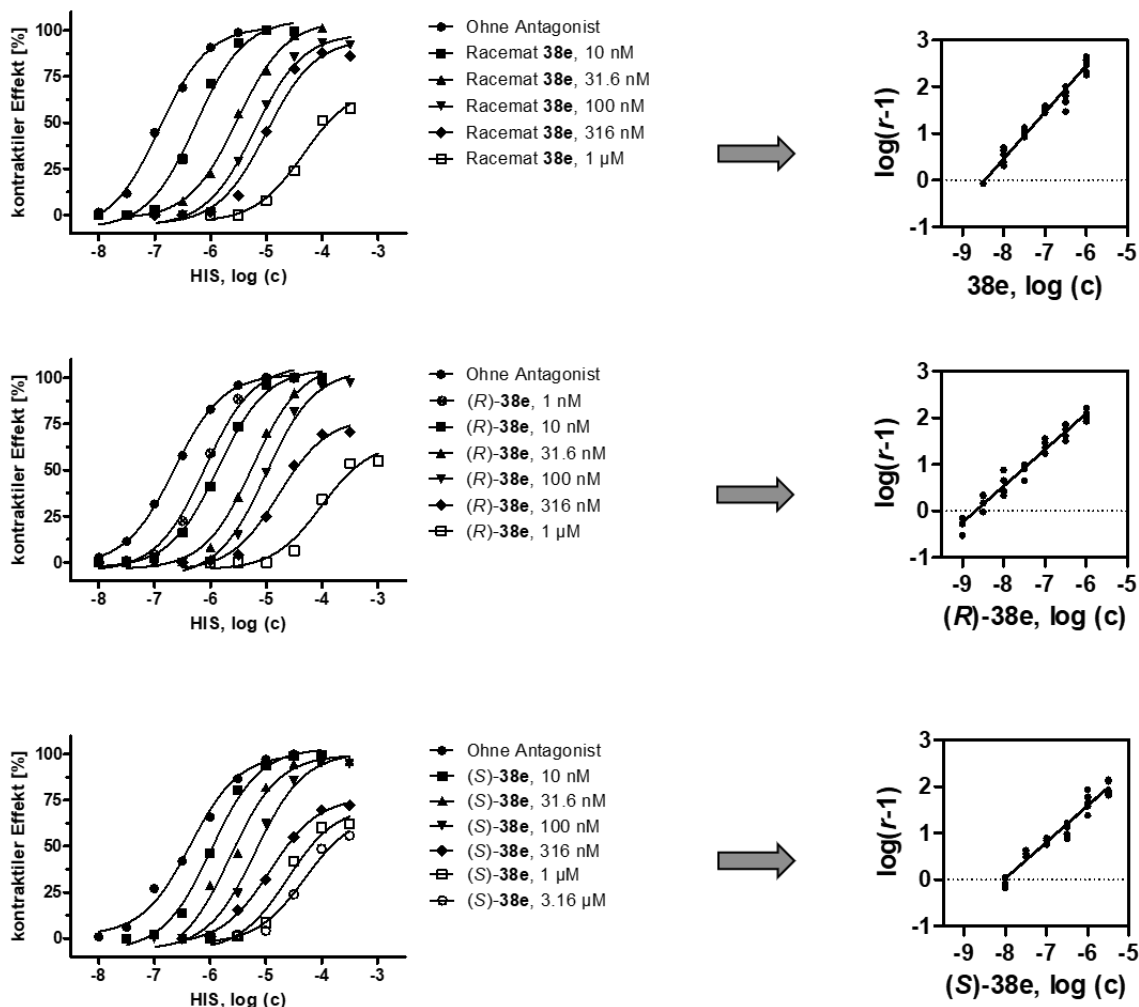 kontraktiler Effekt [%]
100
75
50
25
0
-8 -7 -6 -5 -4 -3
HIS, log (c)
Ohne Antagonist
Racemat 38e, 10 nM
Racemat 38e, 31.6 nM
Racemat 38e, 100 nM
Racemat 38e, 316 nM
Racemat 38e, 1 µM
log(r-1)
3
2
1
0
-1
-9 -8 -7 -6 -5
38e, log (c)
kontraktiler Effekt [%]
100
75
50
25
0
-8 -7 -6 -5 -4 -3
HIS, log (c)
Ohne Antagonist
(R)-38e, 1 nM
(R)-38e, 10 nM
(R)-38e, 31.6 nM
(R)-38e, 100 nM
(R)-38e, 316 nM
(R)-38e, 1 µM
log(r-1)
3
2
1
0
-1
-9 -8 -7 -6 -5
(R)-38e, log (c)
kontraktiler Effekt [%]
100
75
50
25
0
-8 -7 -6 -5 -4 -3
HIS, log (c)
Ohne Antagonist
(S)-38e, 10 nM
(S)-38e, 31.6 nM
(S)-38e, 100 nM
(S)-38e, 316 nM
(S)-38e, 1 µM
(S)-38e, 3.16 µM
log(r-1)
3
2
1
0
-1
-9 -8 -7 -6 -5
(S)-38e, log (c)